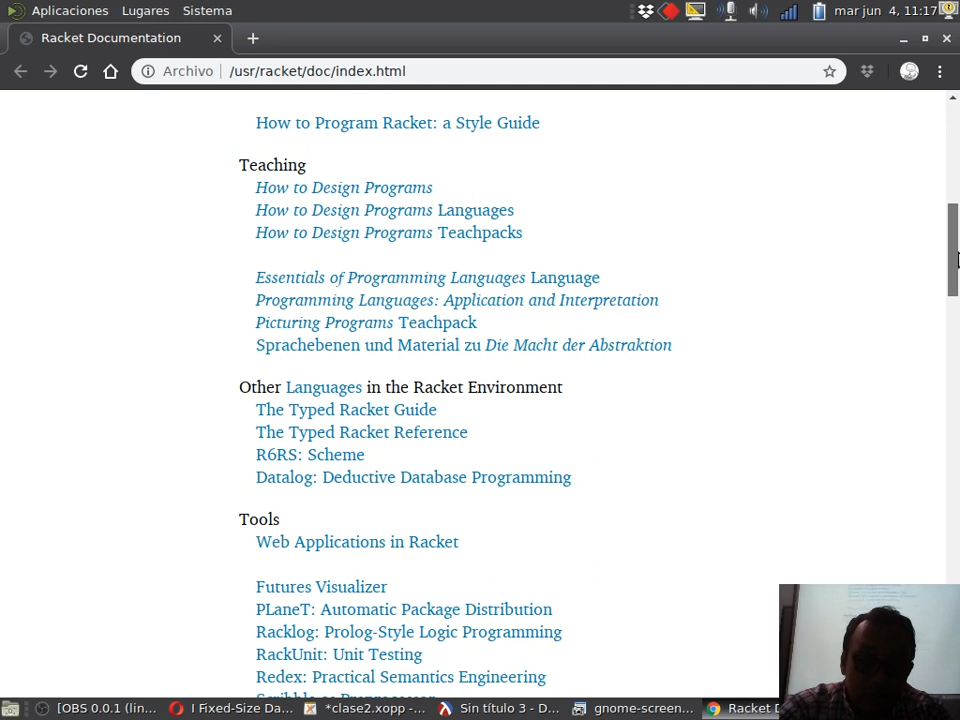 Aplicaciones Lugares Sistema mar jun 4, 11:17
Racket Documentation
Archivo /usr/racket/doc/index.html
How to Program Racket: a Style Guide
Teaching
How to Design Programs
How to Design Programs Languages
How to Design Programs Teachpacks
Essentials of Programming Languages Language
Programming Languages: Application and Interpretation
Picturing Programs Teachpack
Sprachebenen und Material zu Die Macht der Abstraktion
Other Languages in the Racket Environment
The Typed Racket Guide
The Typed Racket Reference
R6RS: Scheme
Datalog: Deductive Database Programming
Tools
Web Applications in Racket
Futures Visualizer
PLaneT: Automatic Package Distribution
Racklog: Prolog-Style Logic Programming
RackUnit: Unit Testing
Redex: Practical Semantics Engineering
[OBS 0.0.1 (lin... I Fixed-Size Da... *clase2.xopp -... Sin título 3 - D... gnome-screen... Racket D